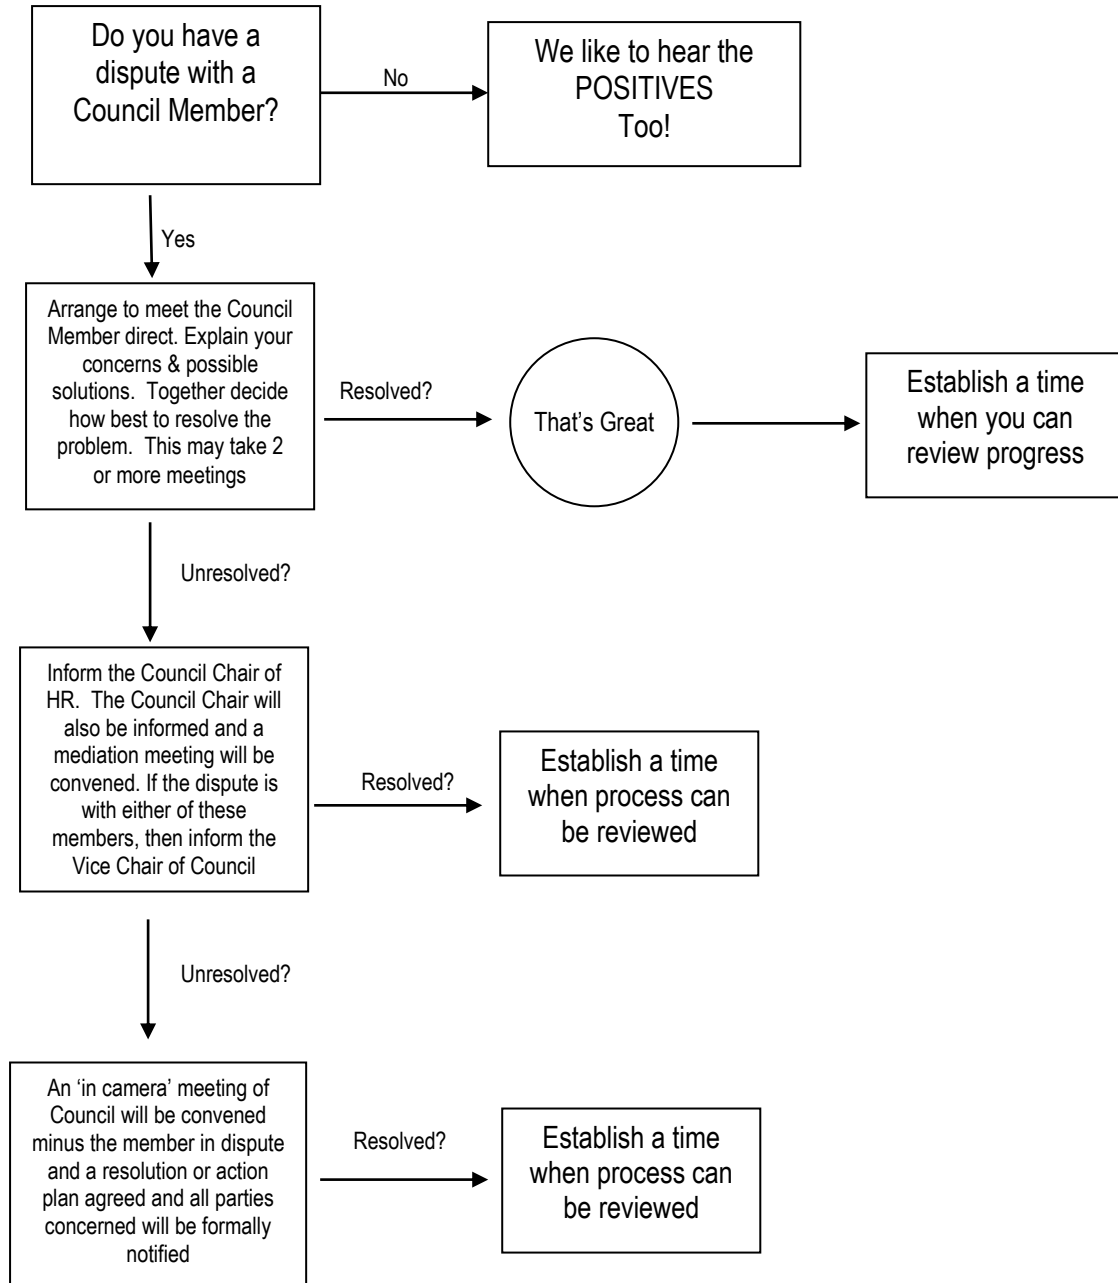 Do you have a
dispute with a
Council Member?
No
We like to hear the
POSITIVES
Too!
Yes
Arrange to meet the Council
Member direct. Explain your
concerns & possible
solutions.  Together decide
how best to resolve the
problem.  This may take 2
or more meetings
Resolved?
That’s Great
Establish a time
when you can
review progress
Unresolved?
Inform the Council Chair of
HR.  The Council Chair will
also be informed and a
mediation meeting will be
convened. If the dispute is
with either of these
members, then inform the
Vice Chair of Council
Resolved?
Establish a time
when process can
be reviewed
Unresolved?
An ‘in camera’ meeting of
Council will be convened
minus the member in dispute
and a resolution or action
plan agreed and all parties
concerned will be formally
notified
Resolved?
Establish a time
when process can
be reviewed